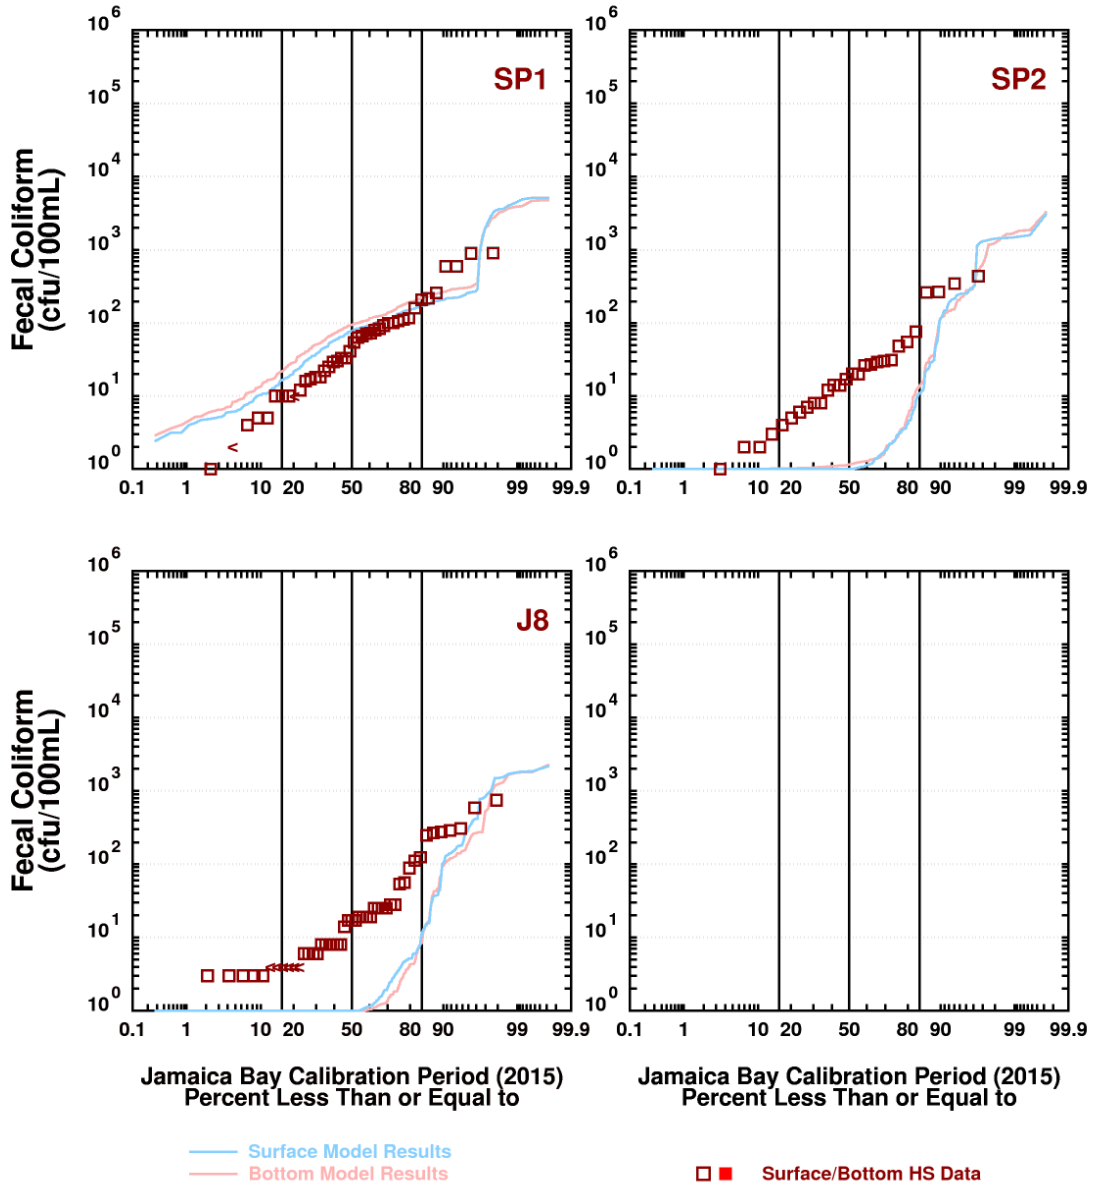 10^6
10^5
10^4
10^3
10^2
10^1
10^0
0.1 1 10 20 50 80 90 99 99.9
Fecal Coliform
(cfu/100mL)
SP1
10^6
10^5
10^4
10^3
10^2
10^1
10^0
0.1 1 10 20 50 80 90 99 99.9
SP2
10^6
10^5
10^4
10^3
10^2
10^1
10^0
0.1 1 10 20 50 80 90 99 99.9
Fecal Coliform
(cfu/100mL)
J8
10^6
10^5
10^4
10^3
10^2
10^1
10^0
0.1 1 10 20 50 80 90 99 99.9
Jamaica Bay Calibration Period (2015)
Percent Less Than or Equal to
Jamaica Bay Calibration Period (2015)
Percent Less Than or Equal to
Surface Model Results
Bottom Model Results
Surface/Bottom HS Data